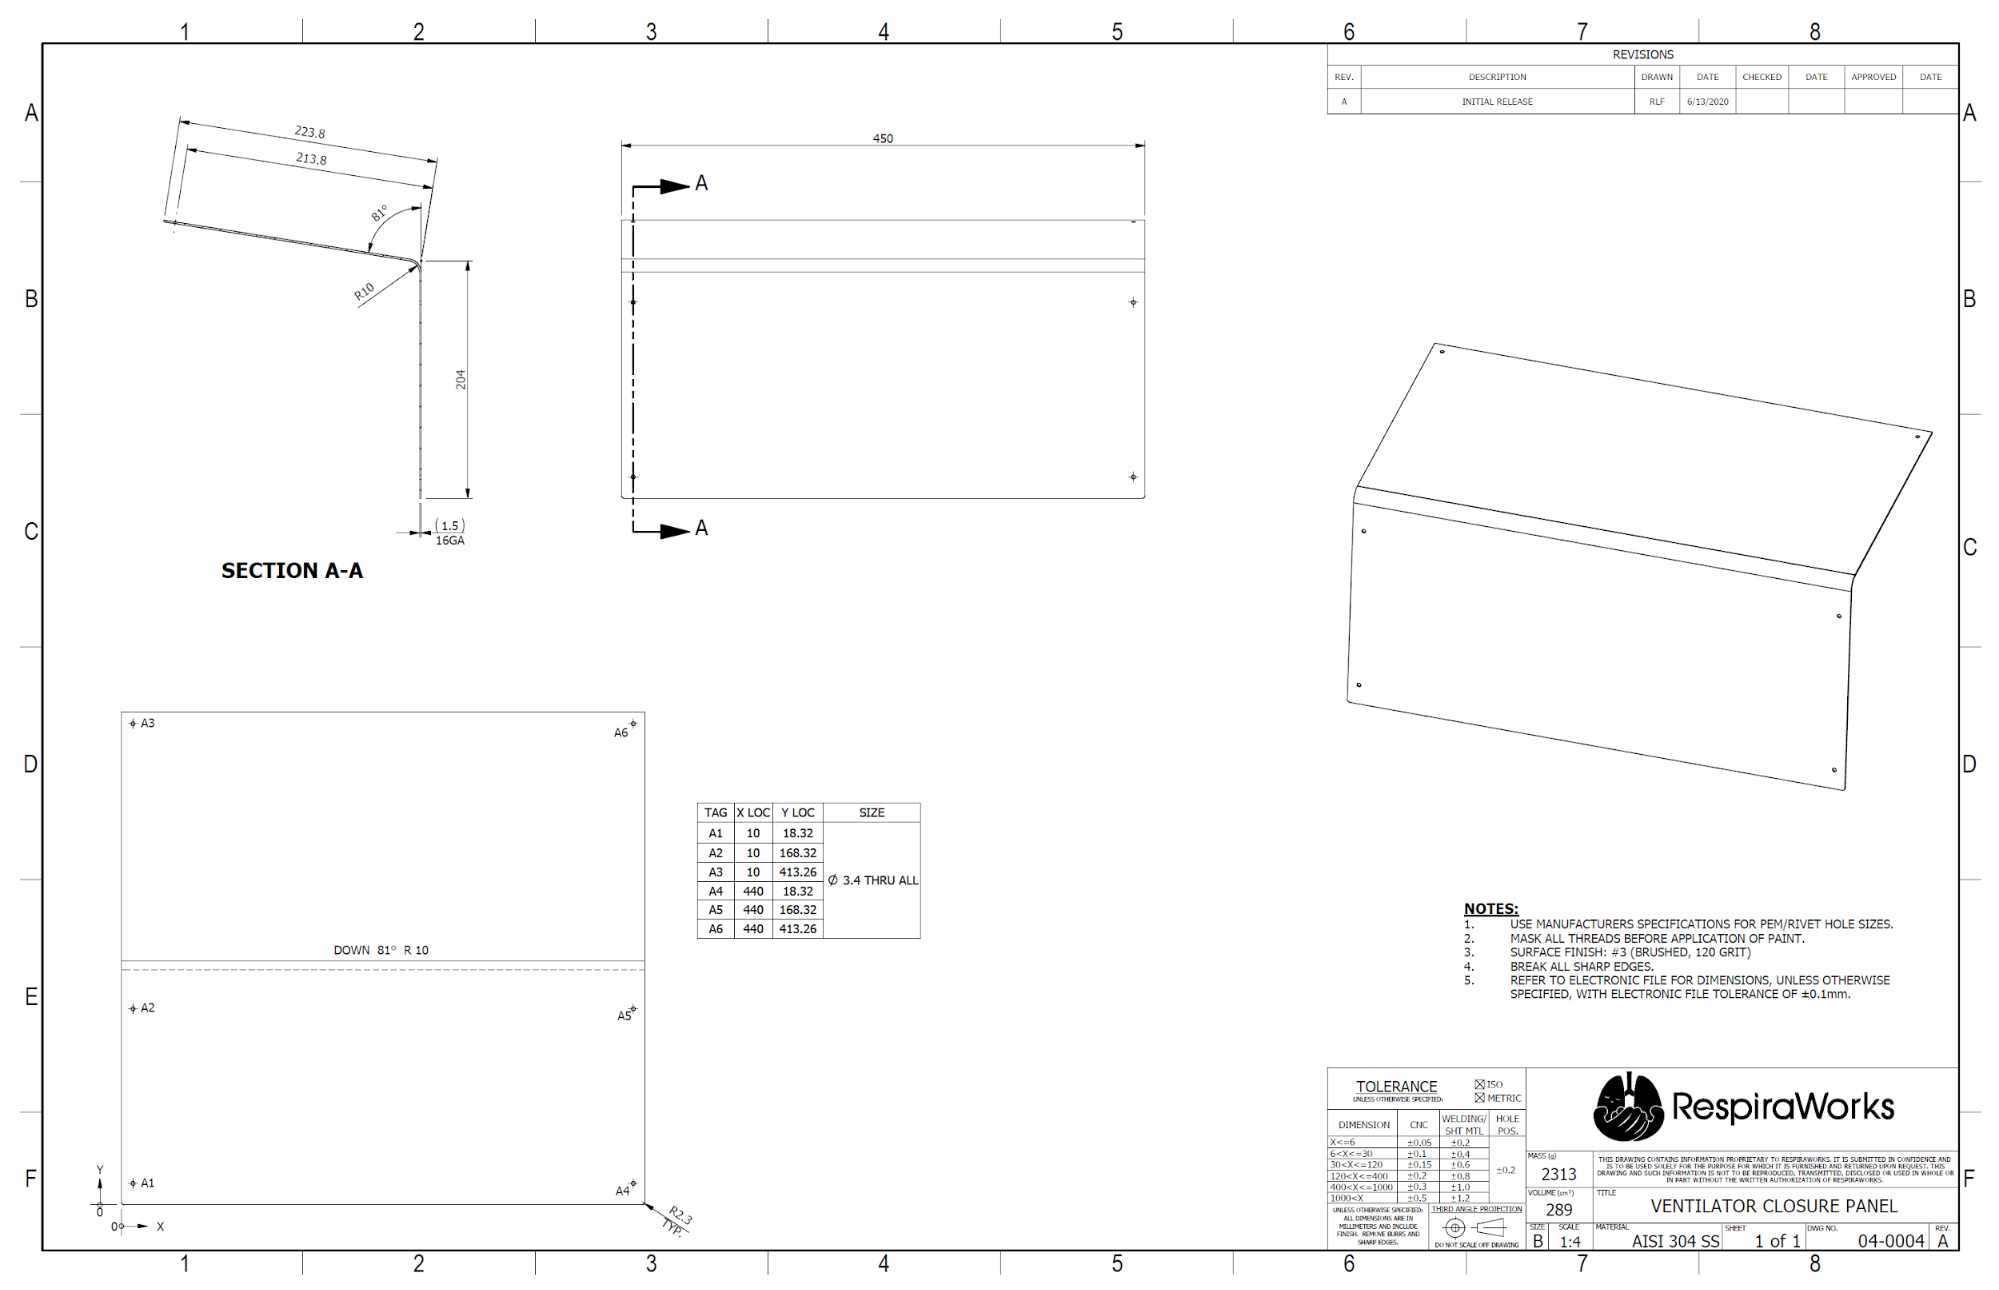 1 2 3 4 5 6 7 8
A
B
C
D
E
F
A
B
C
D
F
REVISIONS
REV. DESCRIPTION DRAWN DATE CHECKED DATE APPROVED DATE
A INITIAL RELEASE RLF 6/13/2020
223.8
213.8
81°
R10
204
(1.5)
16GA
SECTION A-A
450
A
A
A3
A6
DOWN 81° R 10
A2
A5
A1
A4
Y
0
0 X
R2.3
TYP.
TAG X LOC Y LOC SIZE
A1 10 18.32
A2 10 168.32
A3 10 413.26
⌀ 3.4 THRU ALL
A4 440 18.32
A5 440 168.32
A6 440 413.26
NOTES:
1. USE MANUFACTURERS SPECIFICATIONS FOR PEM/RIVET HOLE SIZES.
2. MASK ALL THREADS BEFORE APPLICATION OF PAINT.
3. SURFACE FINISH: #3 (BRUSHED, 120 GRIT)
4. BREAK ALL SHARP EDGES.
5. REFER TO ELECTRONIC FILE FOR DIMENSIONS, UNLESS OTHERWISE
SPECIFIED, WITH ELECTRONIC FILE TOLERANCE OF ±0.1mm.
TOLERANCE
UNLESS OTHERWISE SPECIFIED:
ISO
METRIC
DIMENSION CNC WELDING/ SHT MTL HOLE POS.
X<=6 ±0.05 ±0.2
6<X<=30 ±0.1 ±0.4
30<X<=120 ±0.15 ±0.6
±0.2
120<X<=400 ±0.2 ±0.8
400<X<=1000 ±0.3 ±1.0
1000<X ±0.5 ±1.2
UNLESS OTHERWISE SPECIFIED:
ALL DIMENSIONS ARE IN
MILLIMETERS AND INCLUDE
FINISH. REMOVE BURRS AND
SHARP EDGES.
THIRD ANGLE PROJECTION
DO NOT SCALE OFF DRAWING
RespiraWorks
MASS (g)
2313
THIS DRAWING CONTAINS INFORMATION PROPRIETARY TO RESPIRAWORKS. IT IS SUBMITTED IN CONFIDENCE AND
IS TO BE USED SOLELY FOR THE PURPOSE FOR WHICH IT IS FURNISHED AND RETURNED UPON REQUEST. THIS
DRAWING AND SUCH INFORMATION IS NOT TO BE REPRODUCED, TRANSMITTED, DISCLOSED OR USED IN WHOLE OR
IN PART WITHOUT THE WRITTEN AUTHORIZATION OF RESPIRAWORKS.
VOLUME (cm³)
289
TITLE
VENTILATOR CLOSURE PANEL
SIZE SCALE MATERIAL SHEET DWG NO. REV.
B 1:4 AISI 304 SS 1 of 1 04-0004 A
1 2 3 4 5 6 7 8